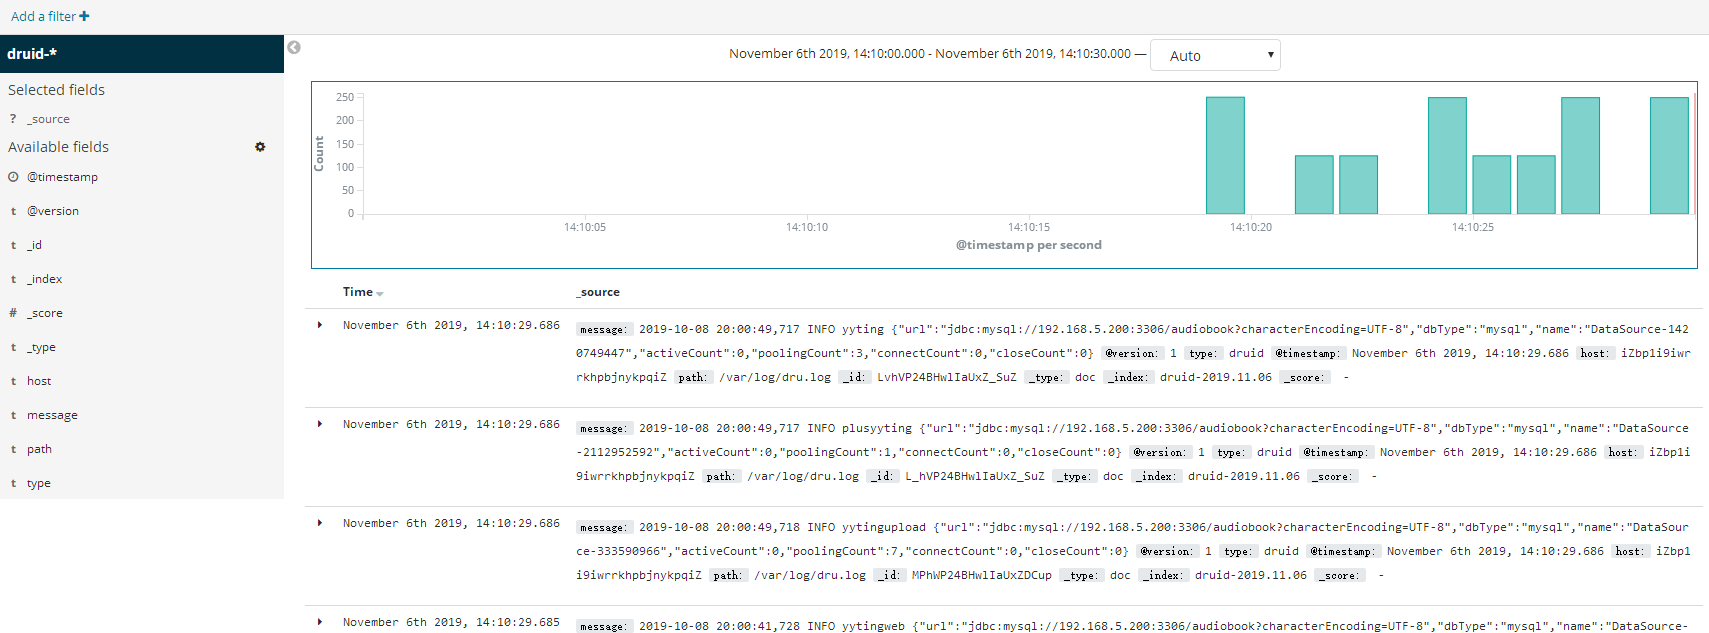 Add a filter +
druid-*
Selected fields
? _source
Available fields
@timestamp
t @version
t _id
t _index
# _score
t _type
t host
t message
t path
t type
November 6th 2019, 14:10:00.000 - November 6th 2019, 14:10:30.000 — Auto
250
200
150
100
50
0
Count
14:10:05 14:10:10 14:10:15 14:10:20 14:10:25
@timestamp per second
Time _source
November 6th 2019, 14:10:29.686 message: 2019-10-08 20:00:49,717 INFO yyting {"url":"jdbc:mysql://192.168.5.200:3306/audiobook?characterEncoding=UTF-8","dbType":"mysql","name":"DataSource-142
0749447","activeCount":0,"poolingCount":3,"connectCount":0,"closeCount":0} @version: 1 type: druid @timestamp: November 6th 2019, 14:10:29.686 host: iZbp1i9iwr
rkhpbjnykpqiZ path: /var/log/dru.log _id: LvhVP24BHwlIaUxZ_SuZ _type: doc _index: druid-2019.11.06 _score: -
November 6th 2019, 14:10:29.686 message: 2019-10-08 20:00:49,717 INFO plusyyting {"url":"jdbc:mysql://192.168.5.200:3306/audiobook?characterEncoding=UTF-8","dbType":"mysql","name":"DataSource
-2112952592","activeCount":0,"poolingCount":1,"connectCount":0,"closeCount":0} @version: 1 type: druid @timestamp: November 6th 2019, 14:10:29.686 host: iZbp1i
9iwrrkhpbjnykpqiZ path: /var/log/dru.log _id: L_hVP24BHwlIaUxZ_SuZ _type: doc _index: druid-2019.11.06 _score: -
November 6th 2019, 14:10:29.686 message: 2019-10-08 20:00:49,718 INFO yytingupload {"url":"jdbc:mysql://192.168.5.200:3306/audiobook?characterEncoding=UTF-8","dbType":"mysql","name":"DataSour
ce-333590966","activeCount":0,"poolingCount":7,"connectCount":0,"closeCount":0} @version: 1 type: druid @timestamp: November 6th 2019, 14:10:29.686 host: iZbp1
i9iwrrkhpbjnykpqiZ path: /var/log/dru.log _id: MPhWP24BHwlIaUxZDCup _type: doc _index: druid-2019.11.06 _score: -
November 6th 2019, 14:10:29.685 message: 2019-10-08 20:00:41,728 INFO yytingweb {"url":"jdbc:mysql://192.168.5.200:3306/audiobook?characterEncoding=UTF-8","dbType":"mysql","name":"DataSource-